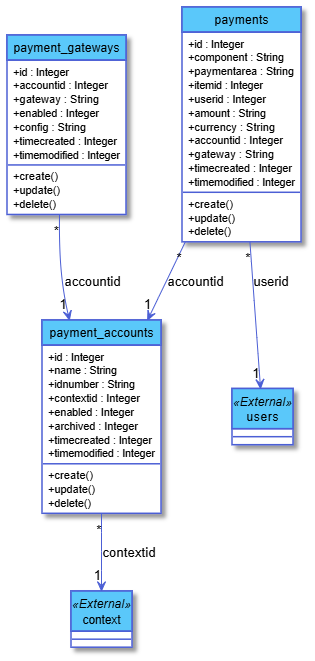 payment_gateways
+id : Integer
+accountid : Integer
+gateway : String
+enabled : Integer
+config : String
+timecreated : Integer
+timemodified : Integer
+create()
+update()
+delete()
payments
+id : Integer
+component : String
+paymentarea : String
+itemid : Integer
+userid : Integer
+amount : String
+currency : String
+accountid : Integer
+gateway : String
+timecreated : Integer
+timemodified : Integer
+create()
+update()
+delete()
*
accountid
1
*
accountid
1
*
userid
1
payment_accounts
+id : Integer
+name : String
+idnumber : String
+contextid : Integer
+enabled : Integer
+archived : Integer
+timecreated : Integer
+timemodified : Integer
+create()
+update()
+delete()
«External»
users
*
contextid
1
«External»
context